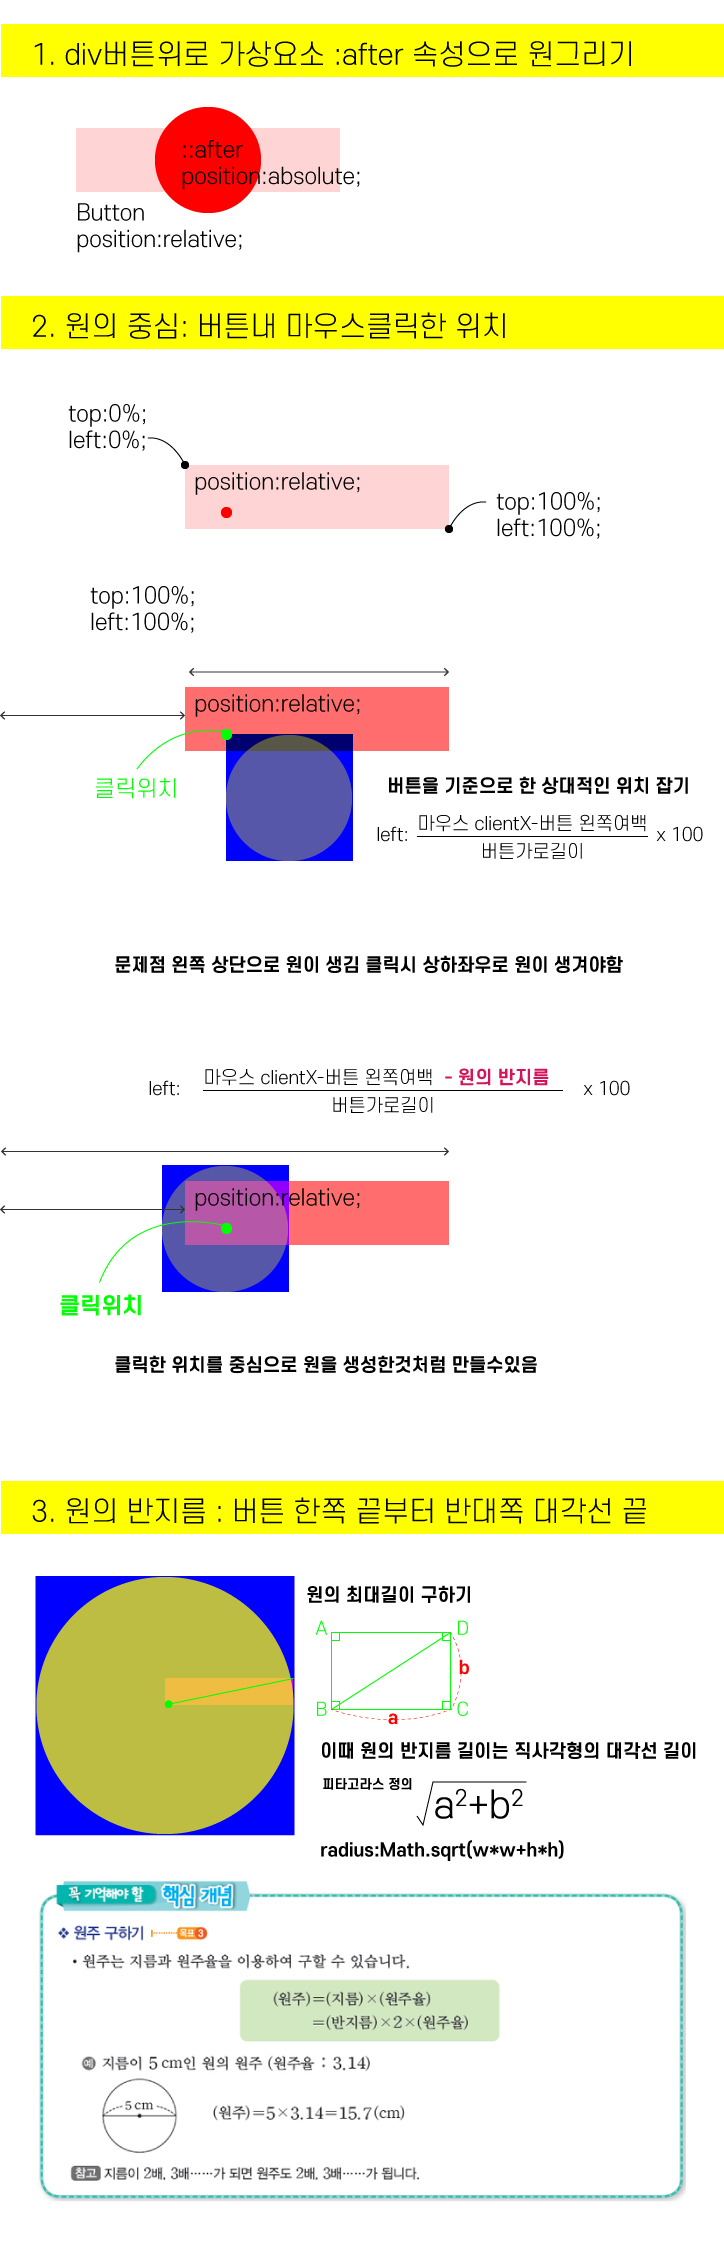 1. div버튼위로 가상요소 :after 속성으로 원그리기
::after
position:absolute;
Button
position:relative;
2. 원의 중심: 버튼내 마우스클릭한 위치
top:0%;
left:0%;
position:relative;
top:100%;
left:100%;
top:100%;
left:100%;
position:relative;
클릭위치
버튼을 기준으로 한 상대적인 위치 잡기
left: 마우스 clientX-버튼 왼쪽여백 x 100
버튼가로길이
문제점 왼쪽 상단으로 원이 생김 클릭시 상하좌우로 원이 생겨야함
left: 마우스 clientX-버튼 왼쪽여백 - 원의 반지름 x 100
버튼가로길이
position:relative;
클릭위치
클릭한 위치를 중심으로 원을 생성한것처럼 만들수있음
3. 원의 반지름 : 버튼 한쪽 끝부터 반대쪽 대각선 끝
원의 최대길이 구하기
A D
b
B C
a
이때 원의 반지름 길이는 직사각형의 대각선 길이
피타고라스 정의 √a²+b²
radius:Math.sqrt(w*w+h*h)
꼭 기억해야 할 핵심 개념
❖ 원주 구하기 목표 3
• 원주는 지름과 원주율을 이용하여 구할 수 있습니다.
(원주)=(지름)×(원주율)
=(반지름)×2×(원주율)
예 지름이 5 cm인 원의 원주 (원주율 : 3.14)
5 cm
(원주)=5×3.14=15.7(cm)
참고 지름이 2배, 3배……가 되면 원주도 2배, 3배……가 됩니다.